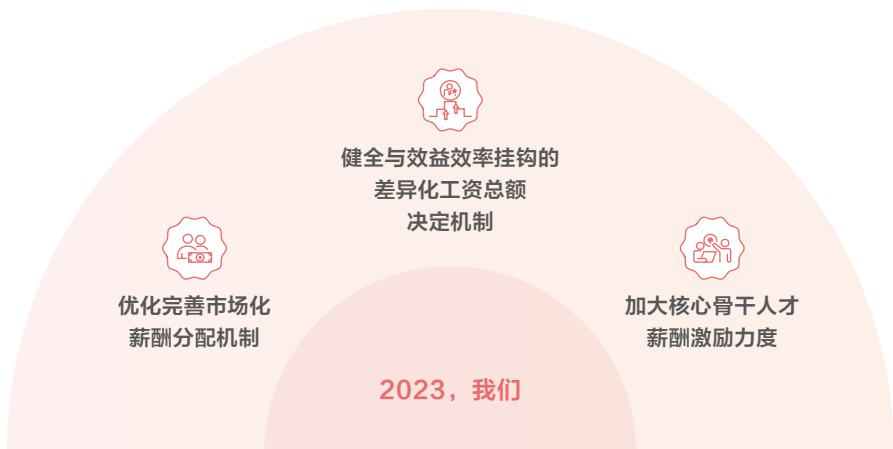 健全与效益效率挂钩的
差异化工资总额
决定机制
优化完善市场化
薪酬分配机制
加大核心骨干人才
薪酬激励力度
2023，我们